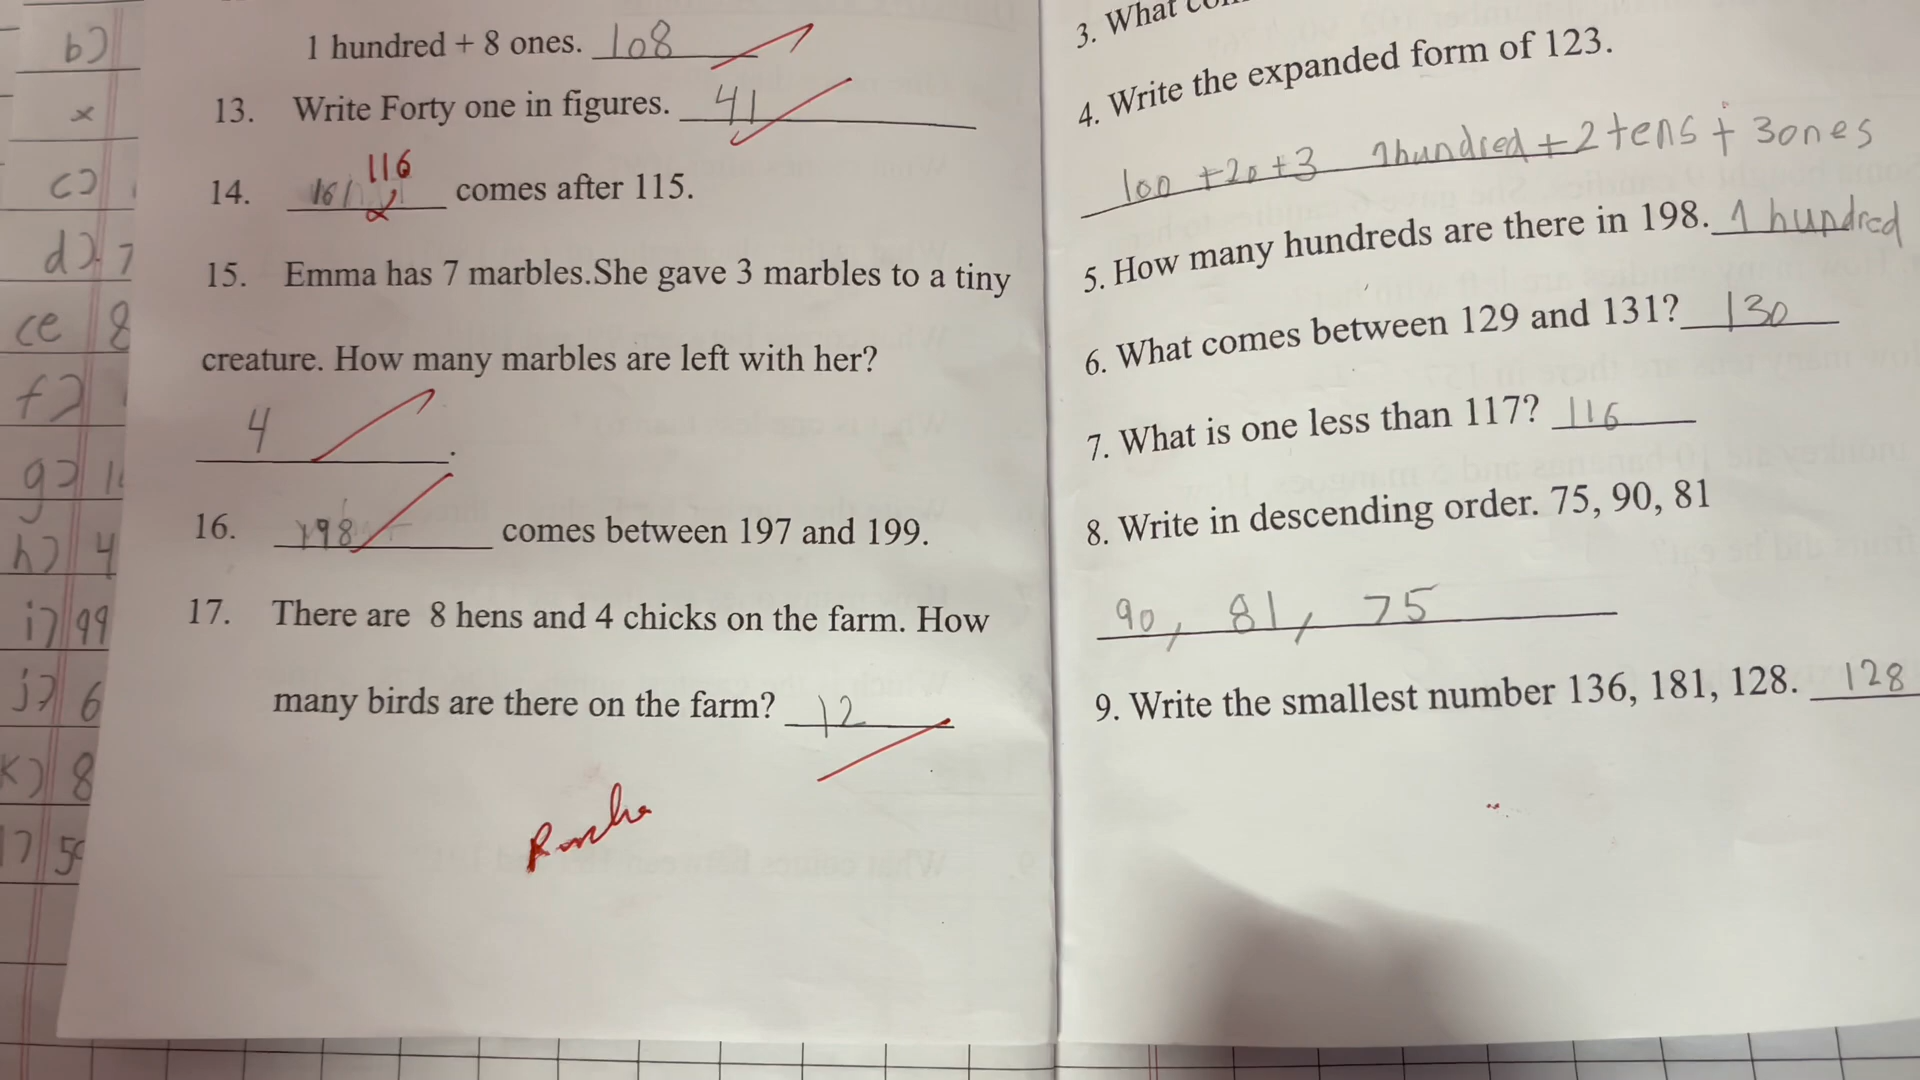 b)
x
c)
d) 7
ce 8
f)
g)
h) 4
i) 99
j) 6
k) 8
l)
1 hundred + 8 ones. 108
13. Write Forty one in figures. 41
116
14. comes after 115.
15. Emma has 7 marbles.She gave 3 marbles to a tiny
creature. How many marbles are left with her?
4 .
16. 198 comes between 197 and 199.
17. There are 8 hens and 4 chicks on the farm. How
many birds are there on the farm? 12
3. What
4. Write the expanded form of 123.
100 +20+3 1hundred + 2 tens + 3ones
5. How many hundreds are there in 198. 1 hundred
6. What comes between 129 and 131? 130
7. What is one less than 117? 116
8. Write in descending order. 75, 90, 81
90, 81, 75
9. Write the smallest number 136, 181, 128. 128